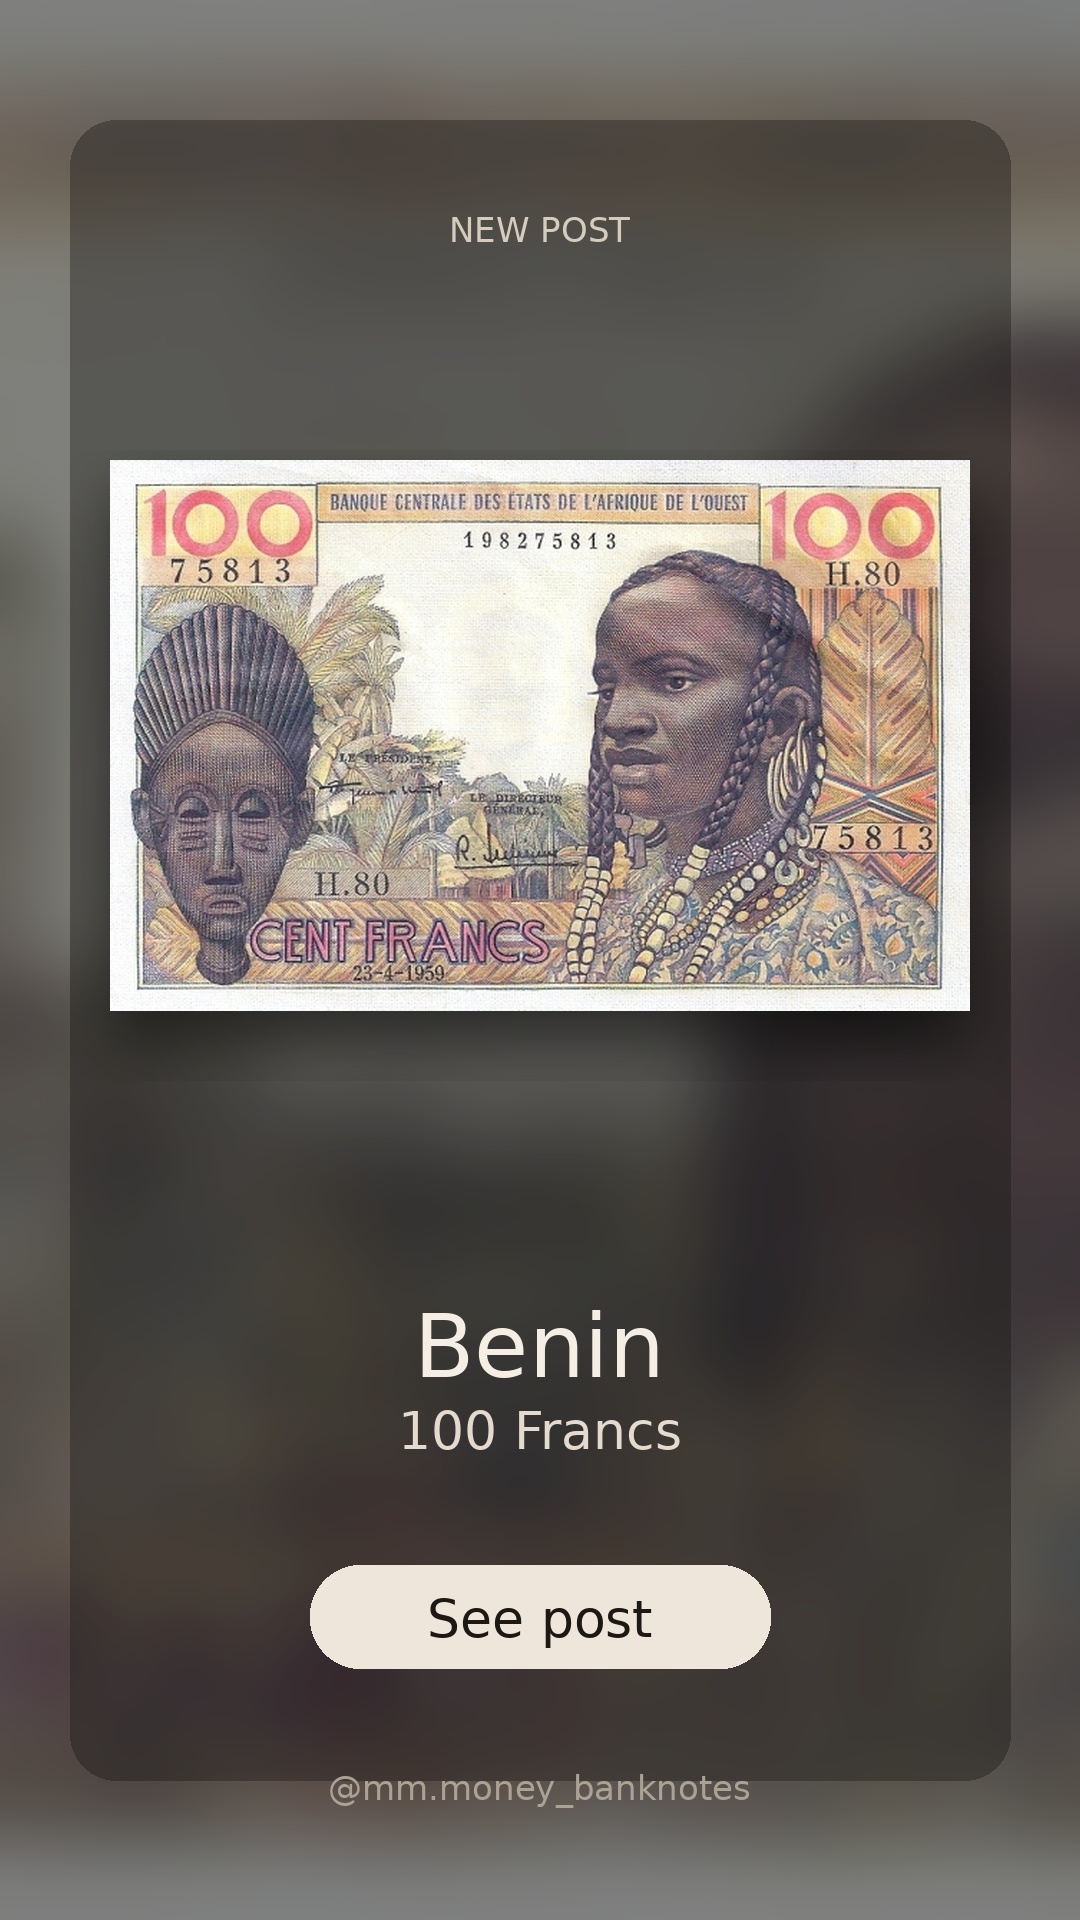 NEW POST
100
BANQUE CENTRALE DES ÉTATS DE L'AFRIQUE DE L'OUEST
100
198275813
75813
H.80
LE PRÉSIDENT,
LE DIRECTEUR
GÉNÉRAL,
75813
H.80
CENT FRANCS
23-4-1959
Benin
100 Francs
See post
@mm.money_banknotes